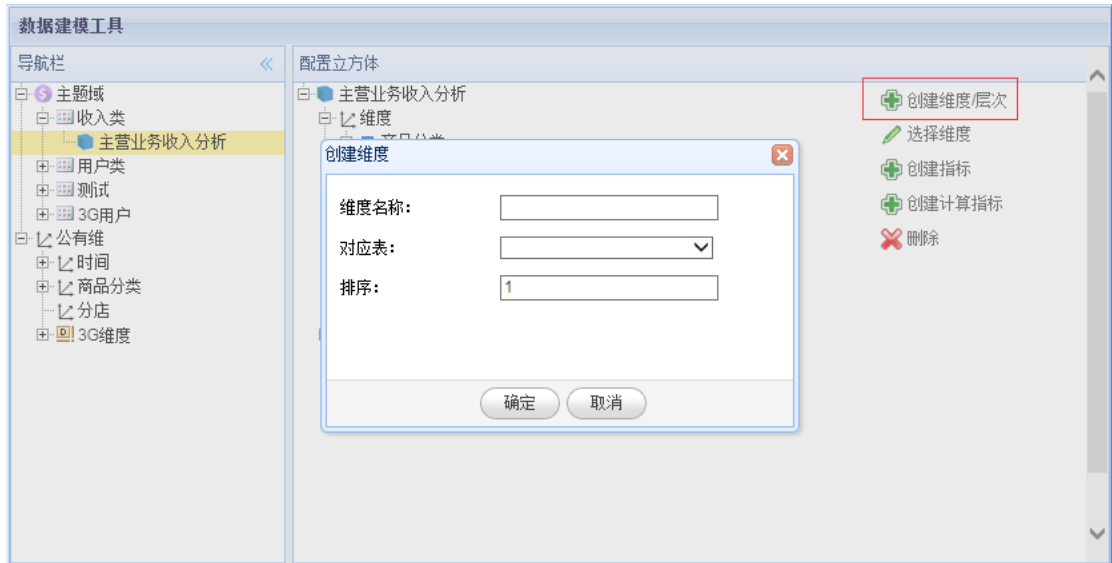 数据建模工具
导航栏
主题域
收入类
主营业务收入分析
用户类
测试
3G用户
公有维
时间
商品分类
分店
3G维度
配置立方体
主营业务收入分析
维度
商品分类
创建维度/层次
选择维度
创建指标
创建计算指标
删除
创建维度
维度名称:
对应表:
排序: 1
确定 取消